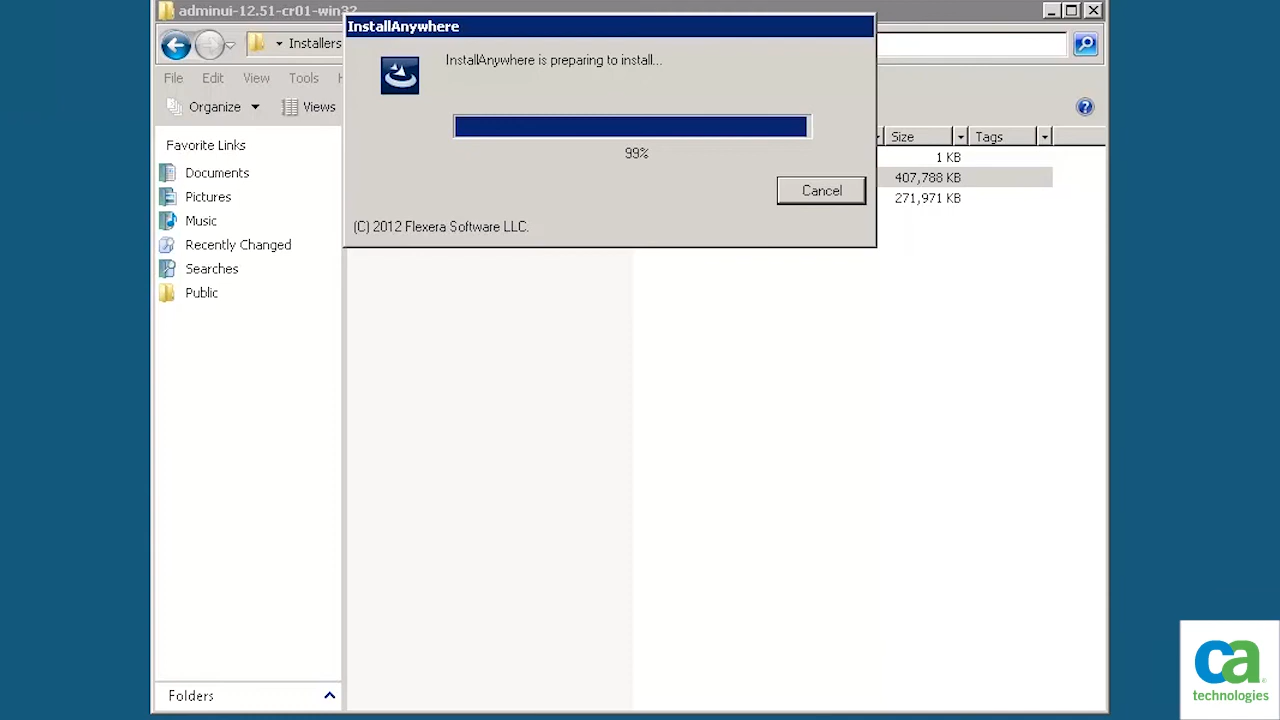 adminui-12.51-cr01-win32
InstallAnywhere
Installers
InstallAnywhere is preparing to install...
File Edit View Tools
Organize Views
99%
Favorite Links
Size Tags
Documents
1 KB
Cancel
407,788 KB
Pictures
271,971 KB
Music
(C) 2012 Flexera Software LLC.
Recently Changed
Searches
Public
Folders
ca
technologies